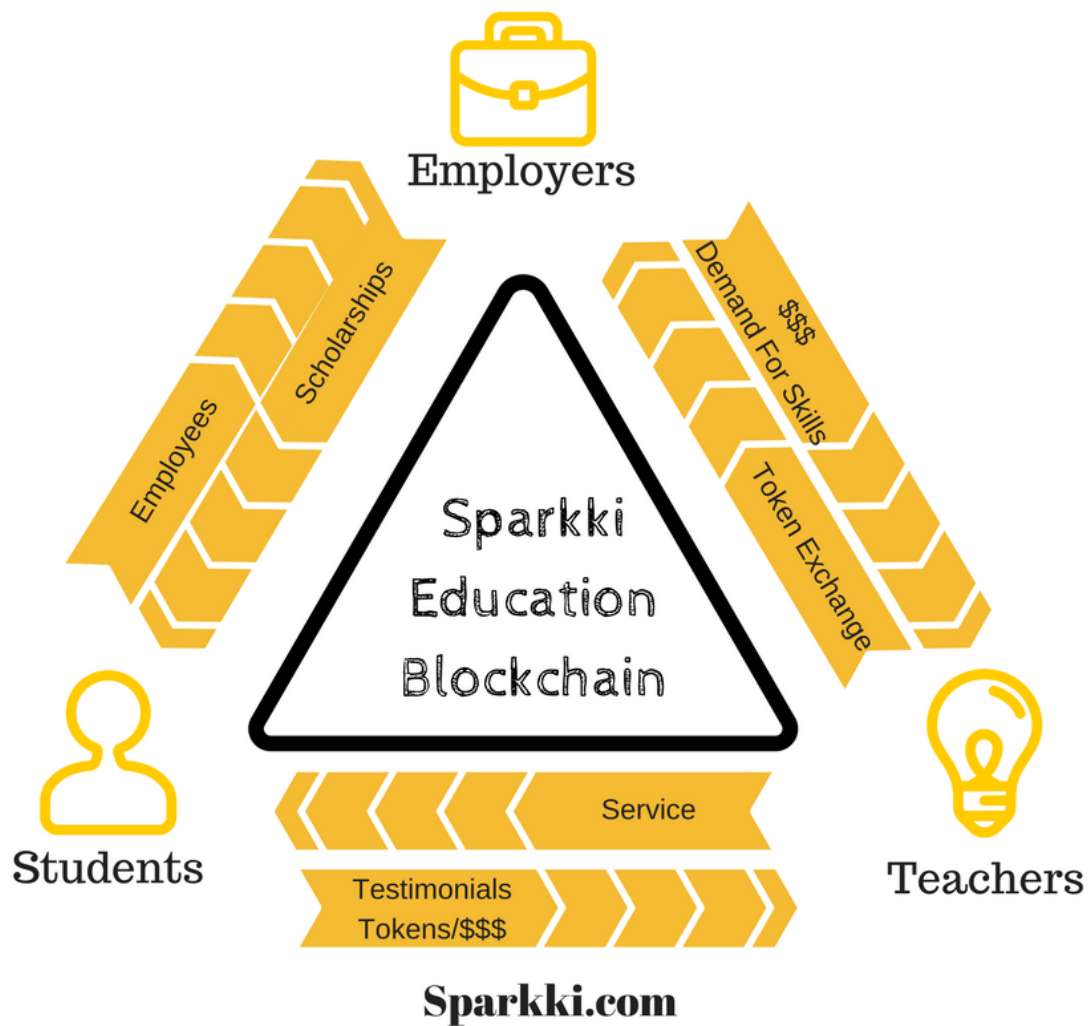 Employers
Employees
Scholarships
$$$
Demand For Skills
Token Exchange
Sparkki
Education
Blockchain
Students
Service
Testimonials
Tokens/$$$
Teachers
Sparkki.com